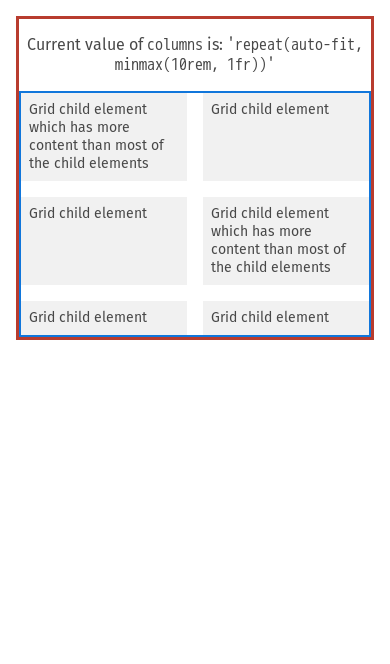 Current value of columns is: 'repeat(auto-fit,
minmax(10rem, 1fr))'
Grid child element
which has more
content than most of
the child elements
Grid child element
Grid child element
Grid child element
which has more
content than most of
the child elements
Grid child element
Grid child element